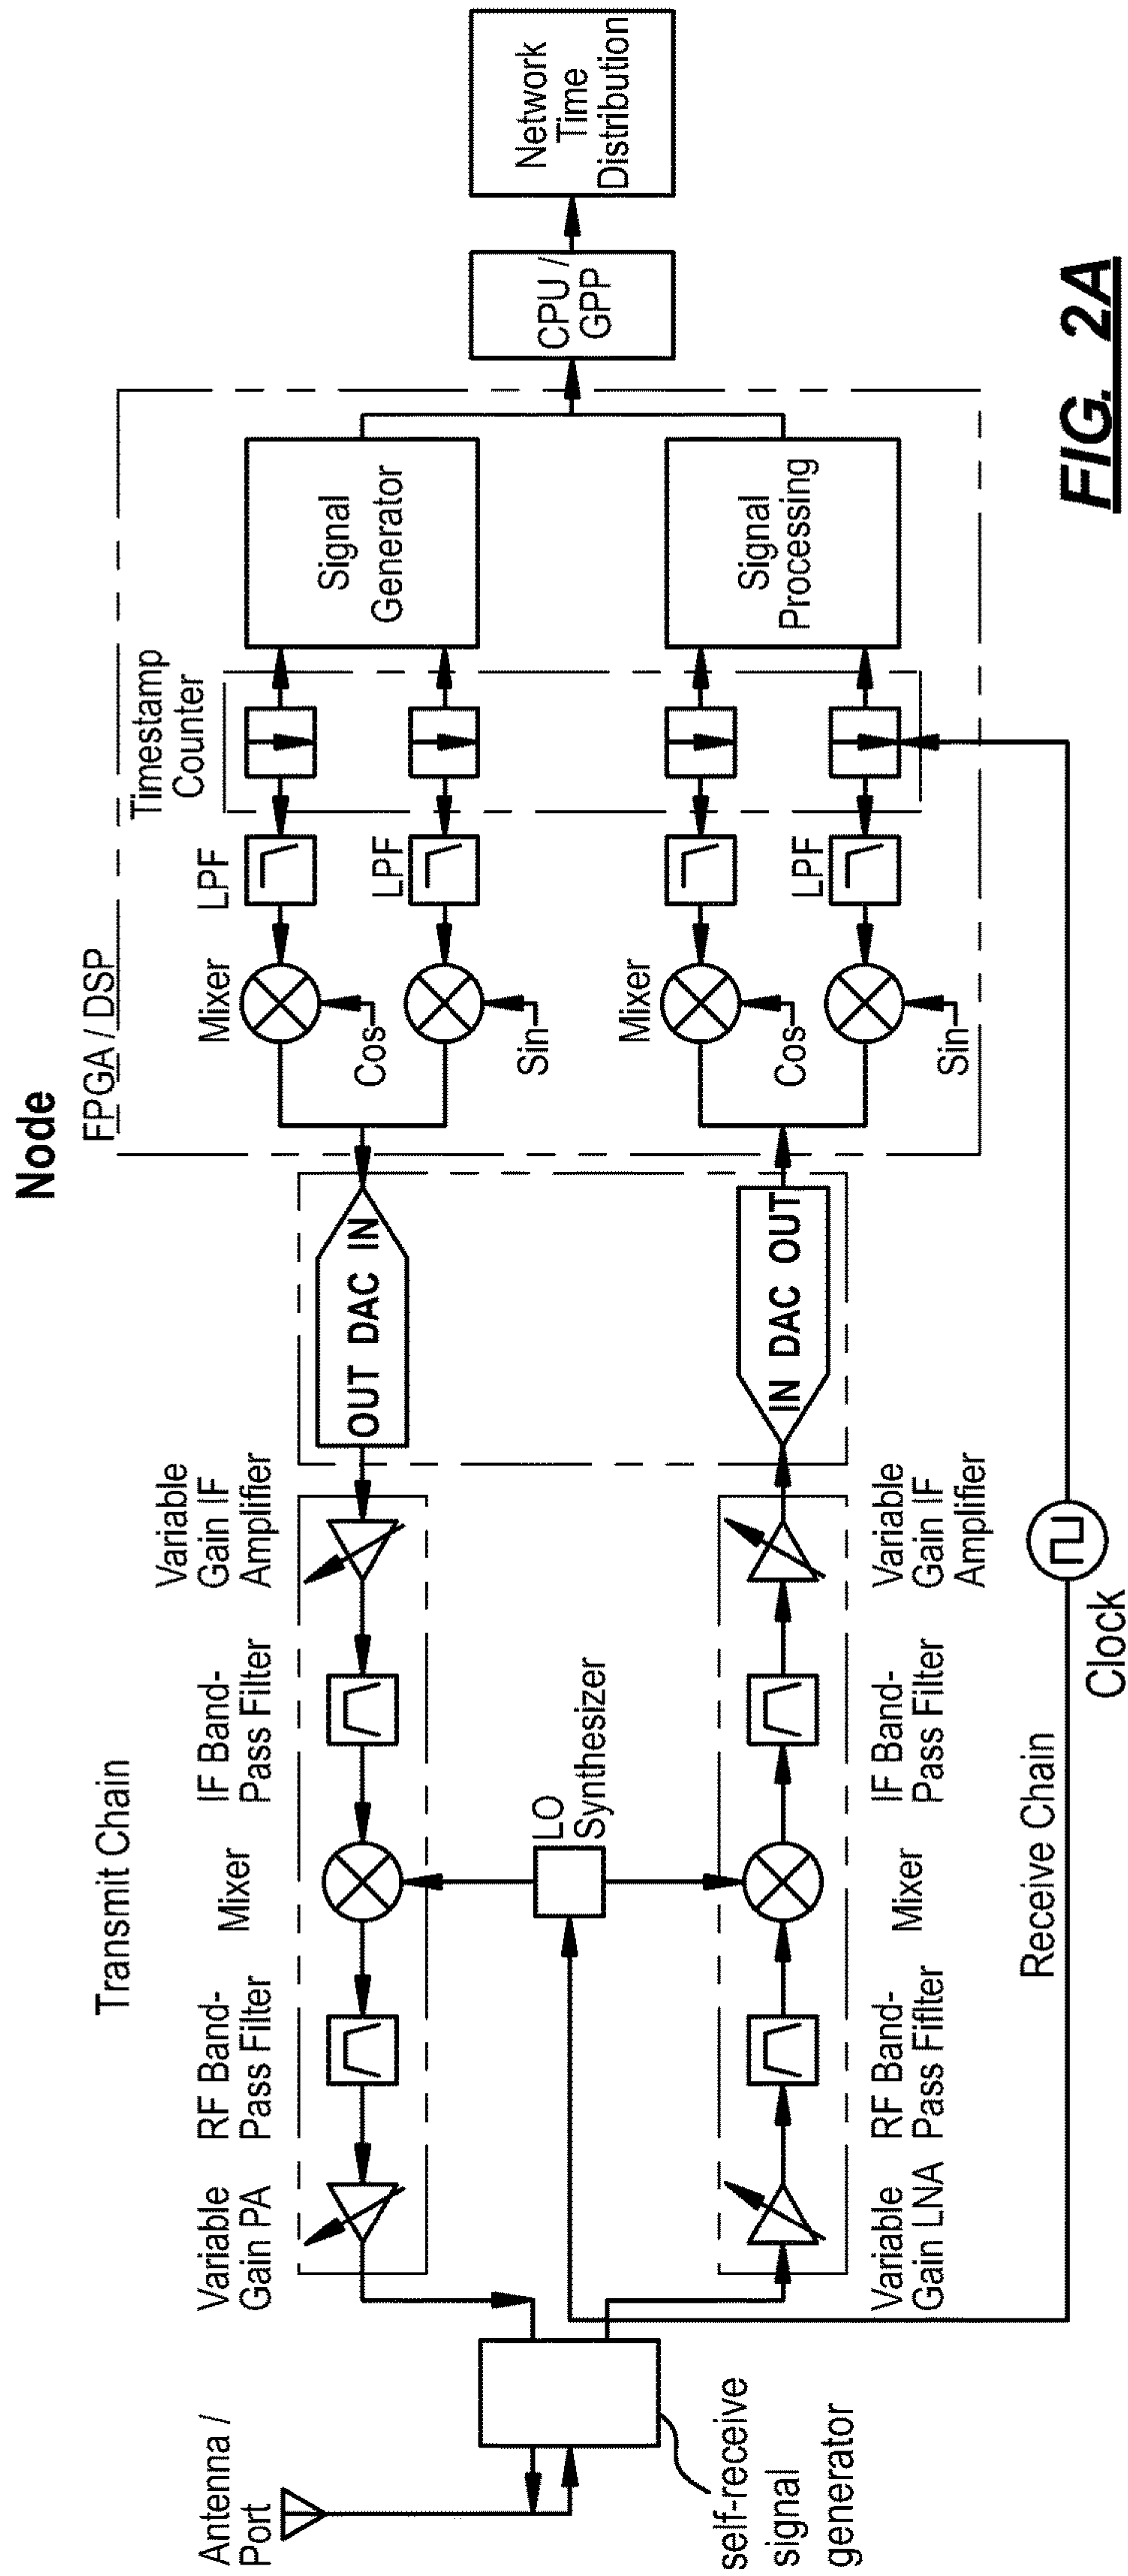 Node
Transmit Chain
Antenna /
Port
Variable
Gain PA
RF Band-
Pass Filter
Mixer
IF Band-
Pass Filter
Variable
Gain IF
Amplifier
OUT DAC IN
FPGA / DSP
Mixer
Cos
Sin
LPF
LPF
Timestamp
Counter
Signal
Generator
CPU /
GPP
Network
Time
Distribution
LO
Synthesizer
self-receive
signal
generator
Variable
Gain LNA
RF Band-
Pass Fiflter
Mixer
IF Band-
Pass Filter
Variable
Gain IF
Amplifier
IN DAC OUT
Mixer
Cos
Sin
LPF
Signal
Processing
Receive Chain
Clock
FIG. 2A